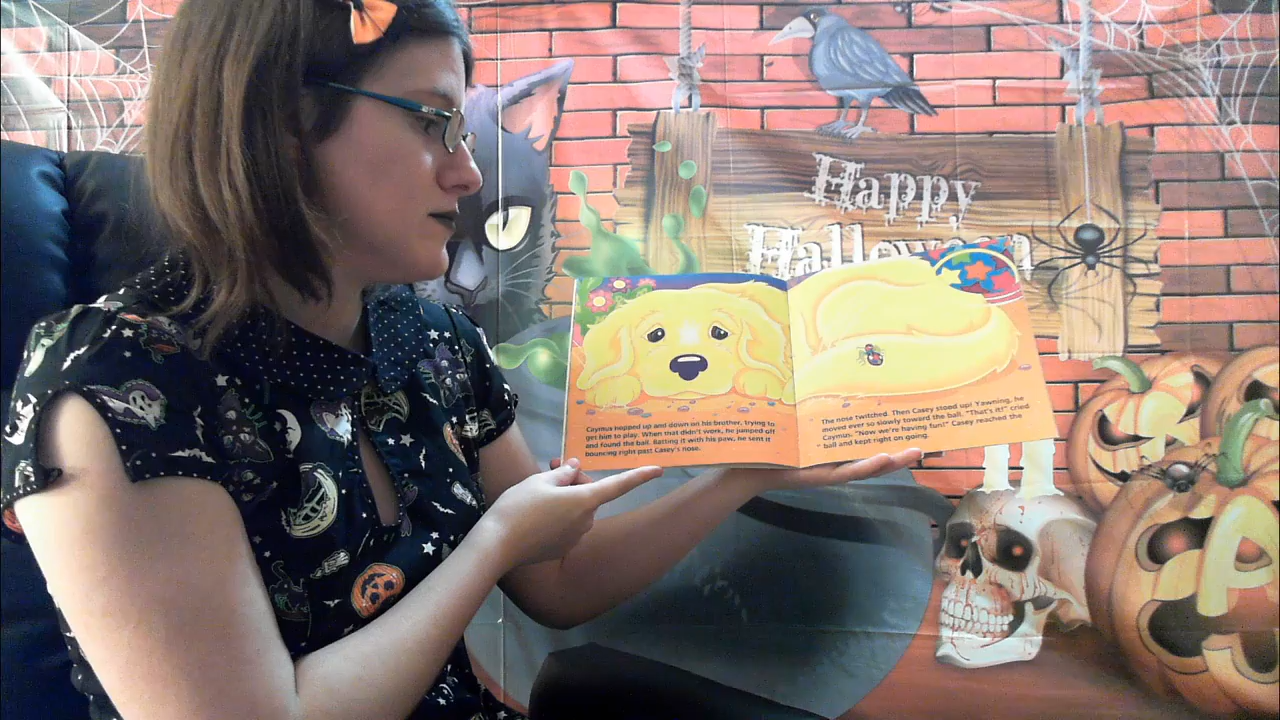 Happy
Halloween
Caymus hopped up and down on his brother, trying to
get him to play. When that didn't work, he jumped off
and found the ball. Batting it with his paw, he sent it
bouncing right past Casey's nose.
The nose twitched. Then Casey stood up! Yawning, he
moved ever so slowly toward the ball. "That's it!" cried
Caymus. "Now we're having fun!" Casey reached the
ball and kept right on going.